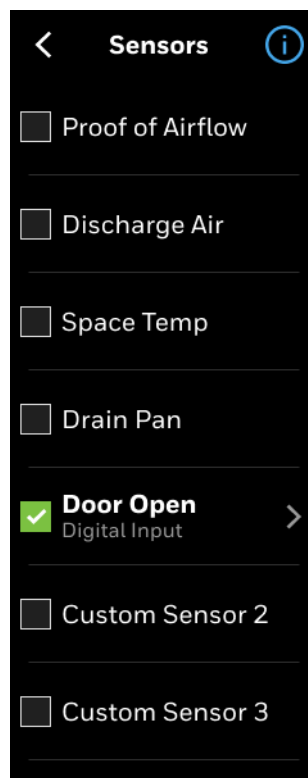 Sensors
Proof of Airflow
Discharge Air
Space Temp
Drain Pan
Door Open
Digital Input
Custom Sensor 2
Custom Sensor 3